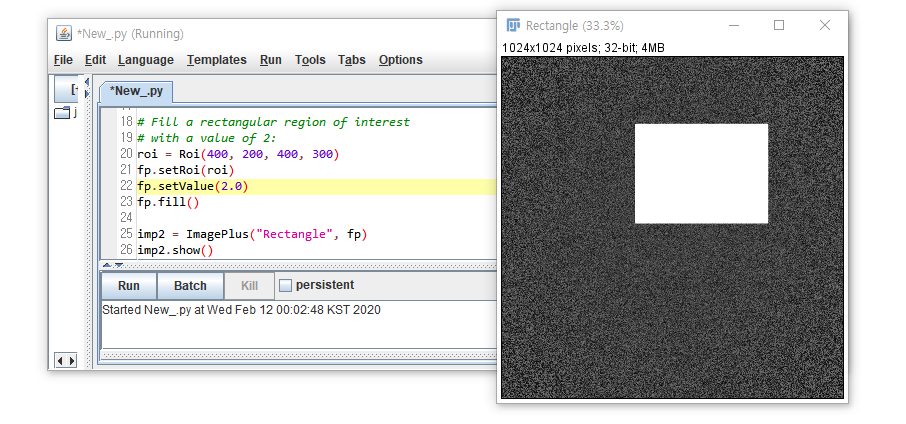 *New_.py (Running)
File Edit Language Templates Run Tools Tabs Options
[
j
*New_.py
18 # Fill a rectangular region of interest
19 # with a value of 2:
20 roi = Roi(400, 200, 400, 300)
21 fp.setRoi(roi)
22 fp.setValue(2.0)
23 fp.fill()
24
25 imp2 = ImagePlus("Rectangle", fp)
26 imp2.show()
Run Batch Kill persistent
Started New_.py at Wed Feb 12 00:02:48 KST 2020
Rectangle (33.3%)
1024x1024 pixels; 32-bit; 4MB